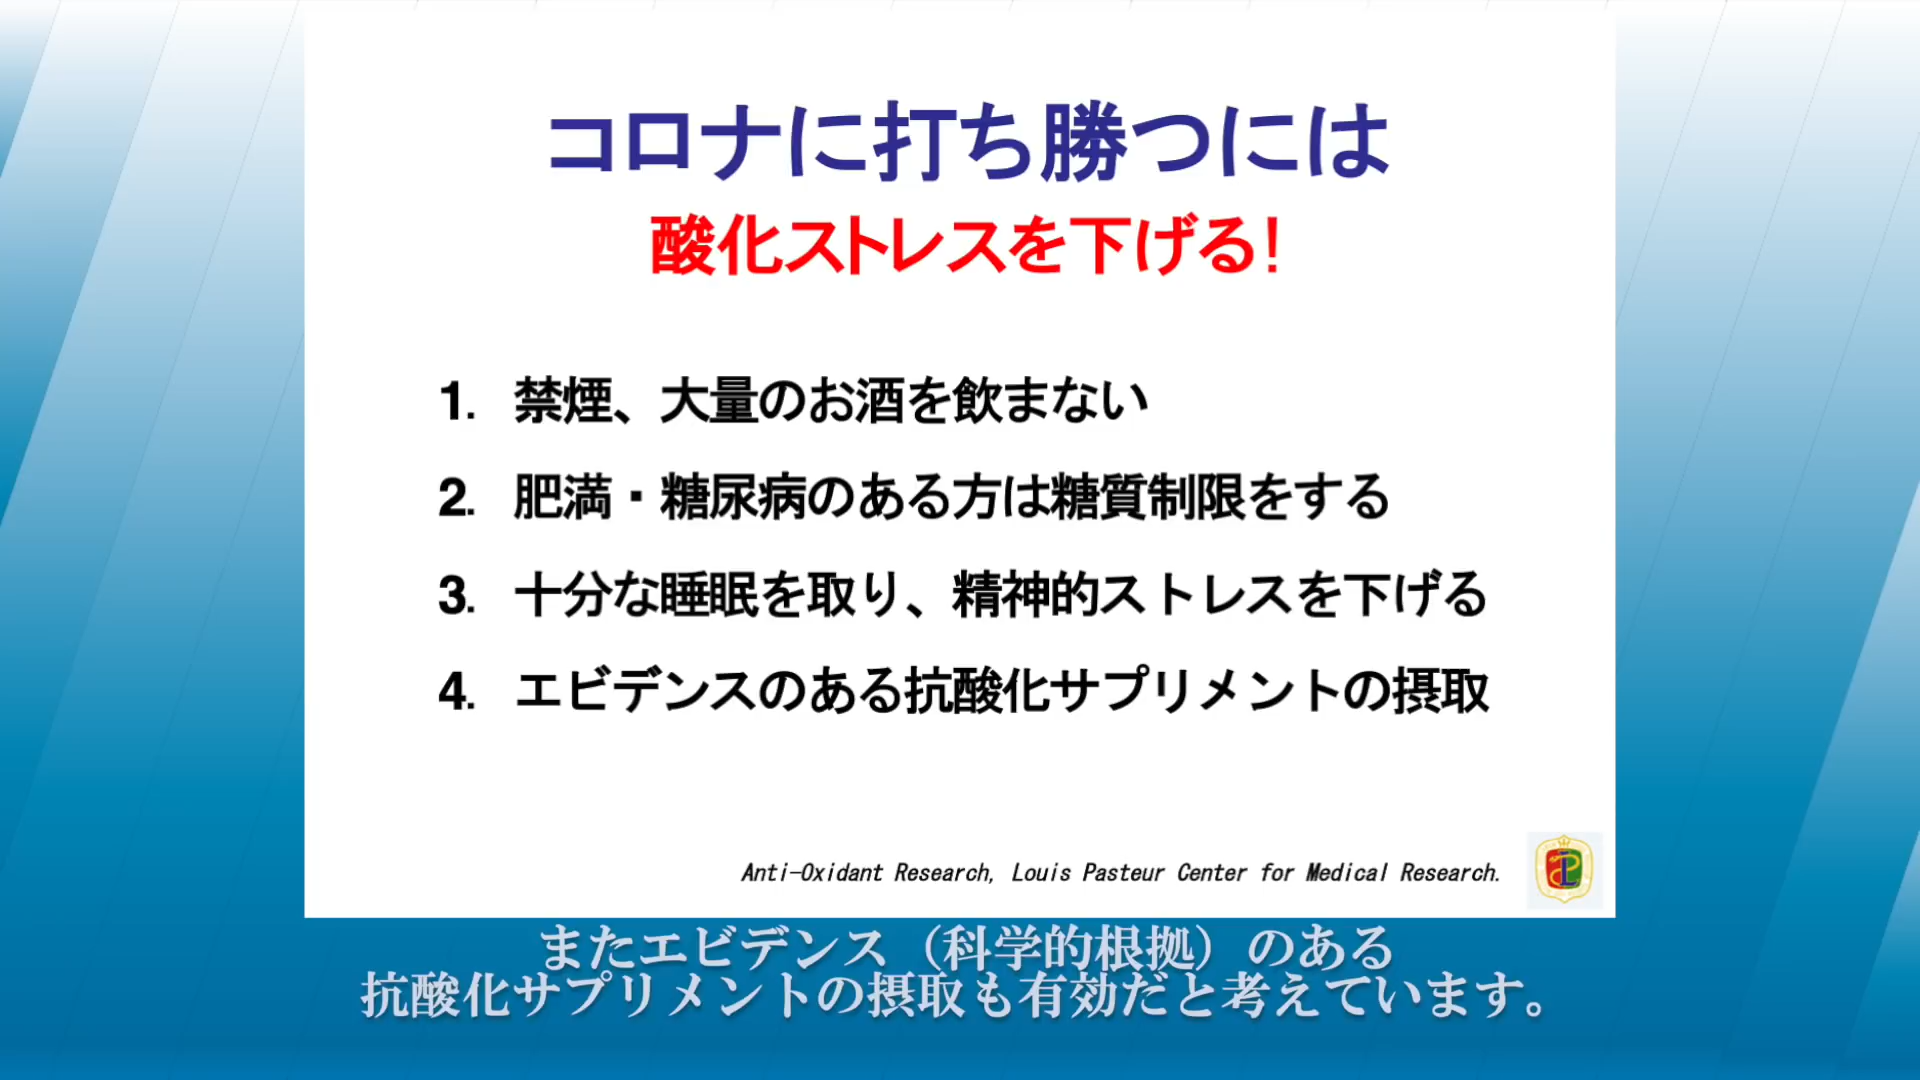 コロナに打ち勝つには
酸化ストレスを下げる!
1. 禁煙、大量のお酒を飲まない
2. 肥満・糖尿病のある方は糖質制限をする
3. 十分な睡眠を取り、精神的ストレスを下げる
4. エビデンスのある抗酸化サプリメントの摂取
Anti-Oxidant Research, Louis Pasteur Center for Medical Research.
またエビデンス（科学的根拠）のある
抗酸化サプリメントの摂取も有効だと考えています。